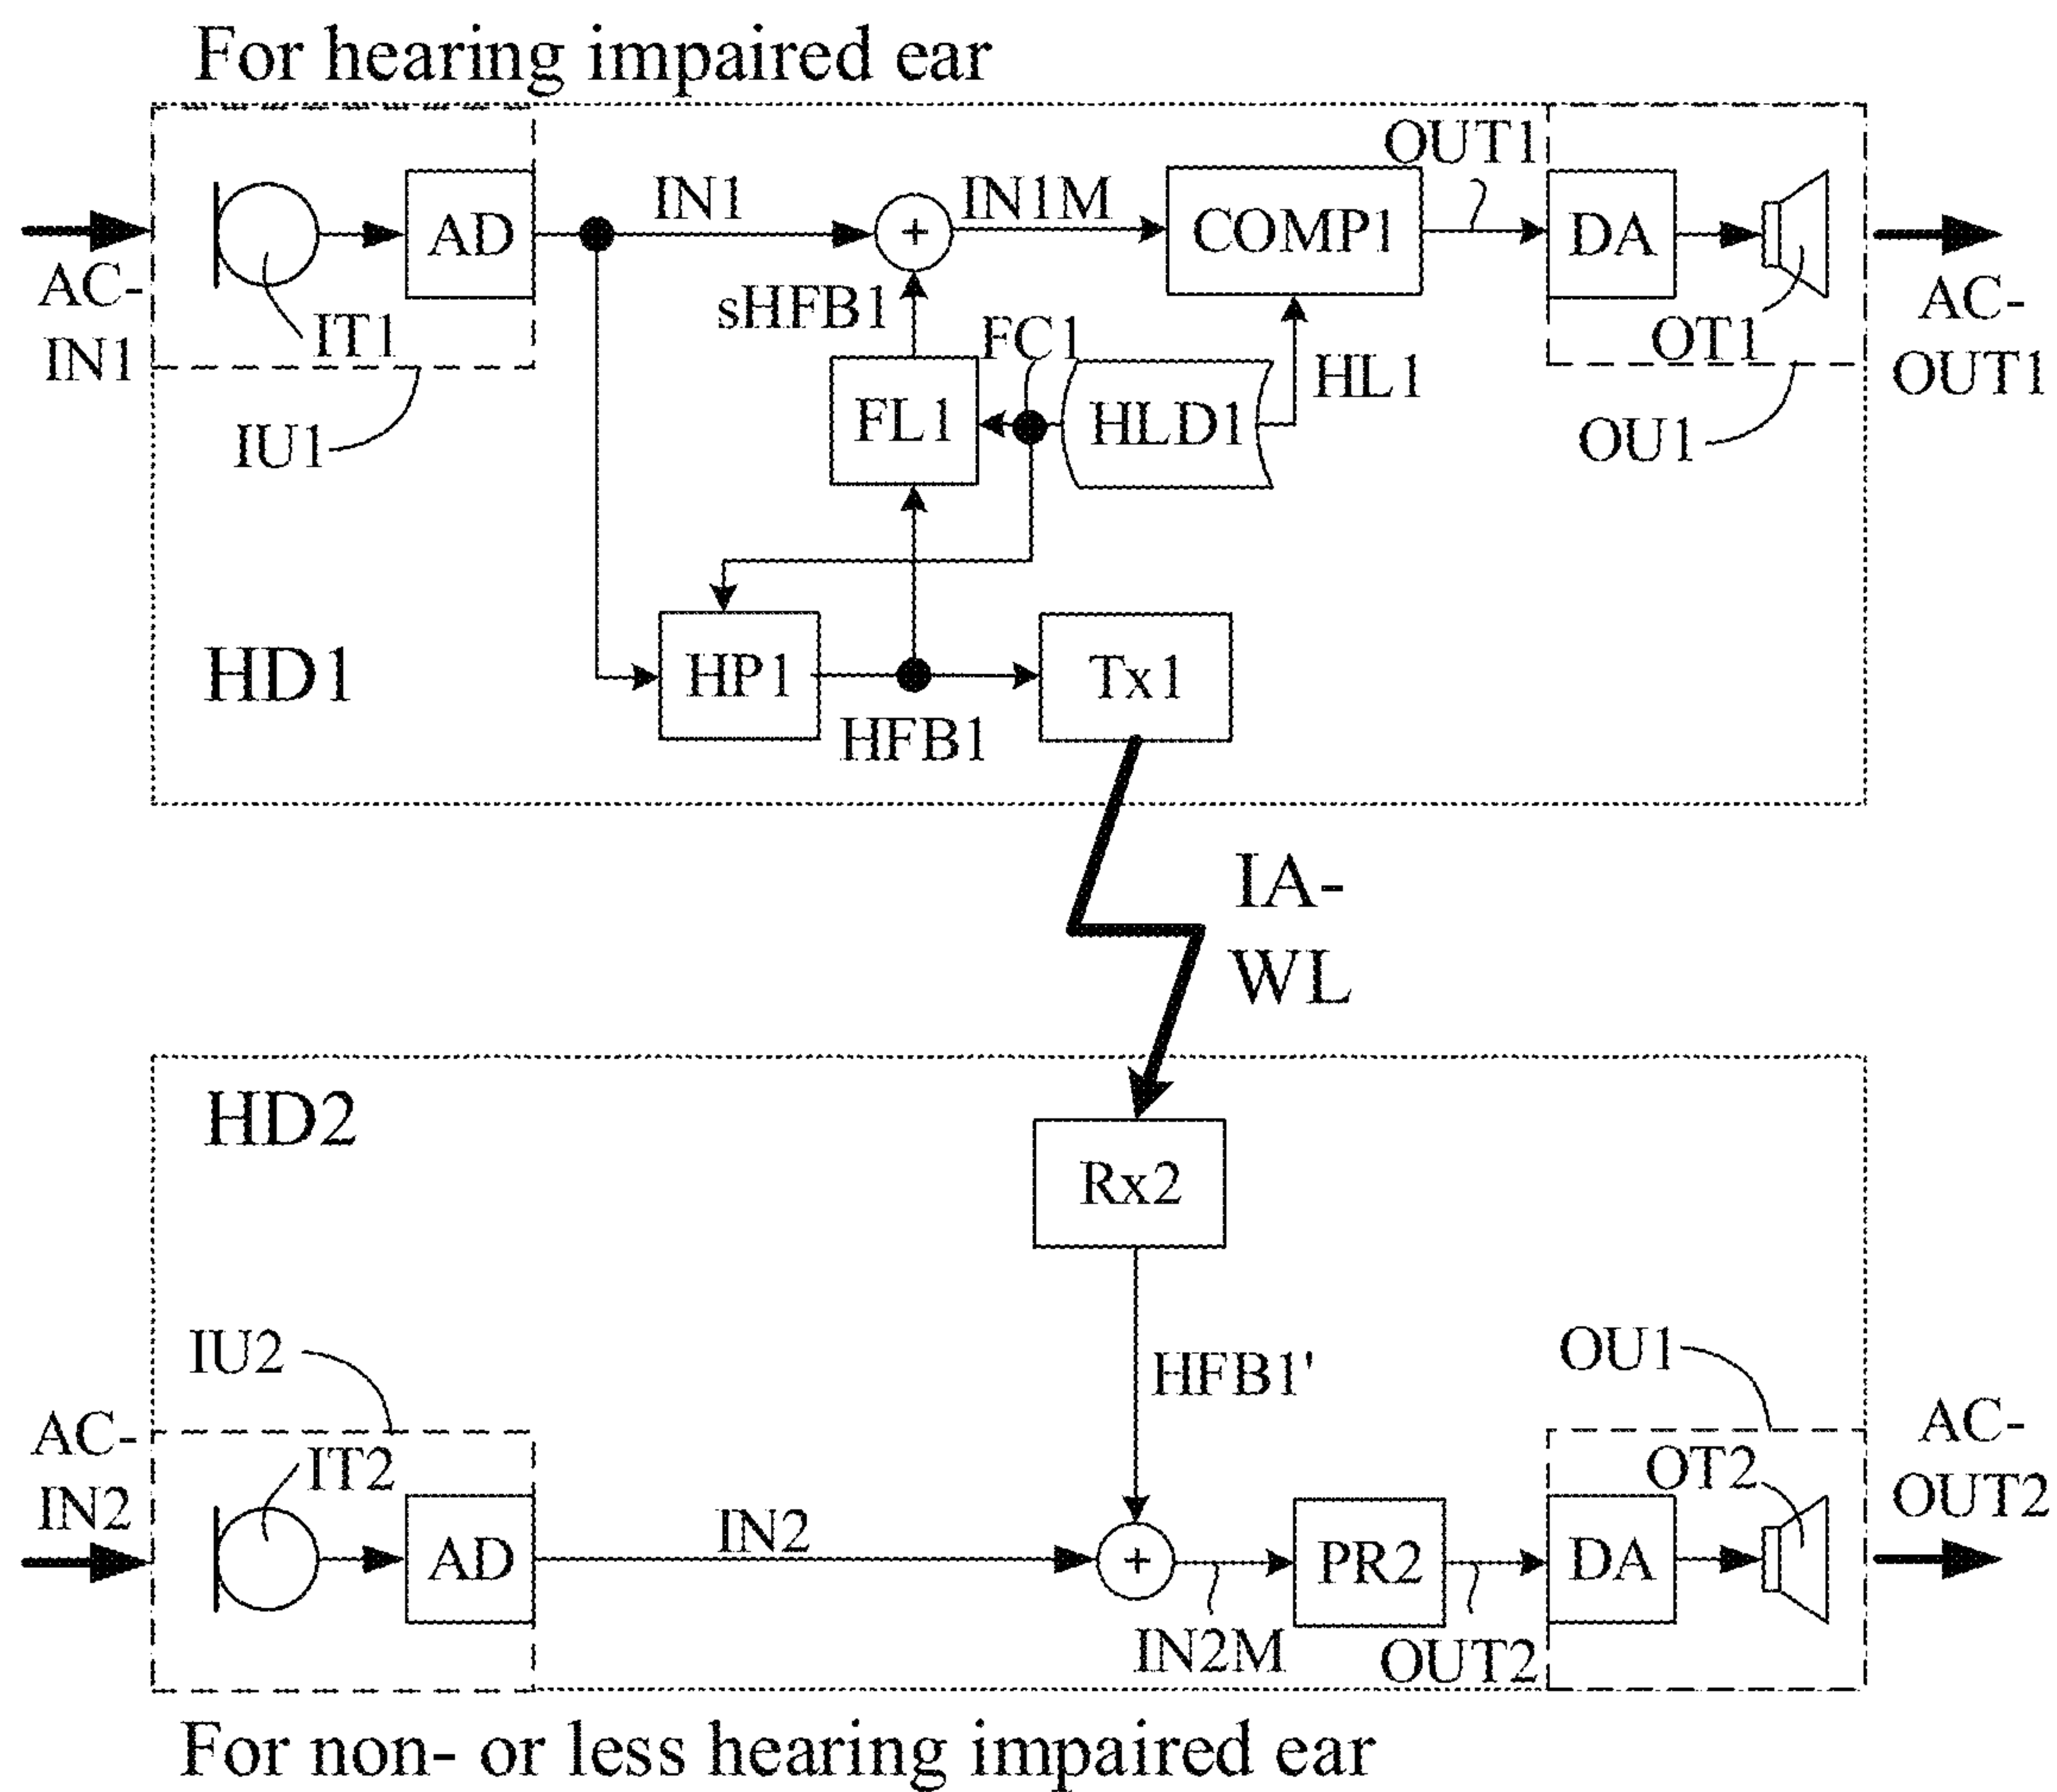 For hearing impaired ear
OUT1
IN1
IN1M
AD
+
COMP1
DA
AC-
IN1
IT1
sHFB1
FC1
HL1
OT1
AC-
OUT1
IU1
FL1
HLD1
OU1
HD1
HP1
Tx1
HFB1
IA-
WL
HD2
Rx2
IU2
HFB1'
OU1
AC-
IN2
IT2
OT2
AC-
OUT2
AD
IN2
+
PR2
DA
IN2M
OUT2
For non- or less hearing impaired ear